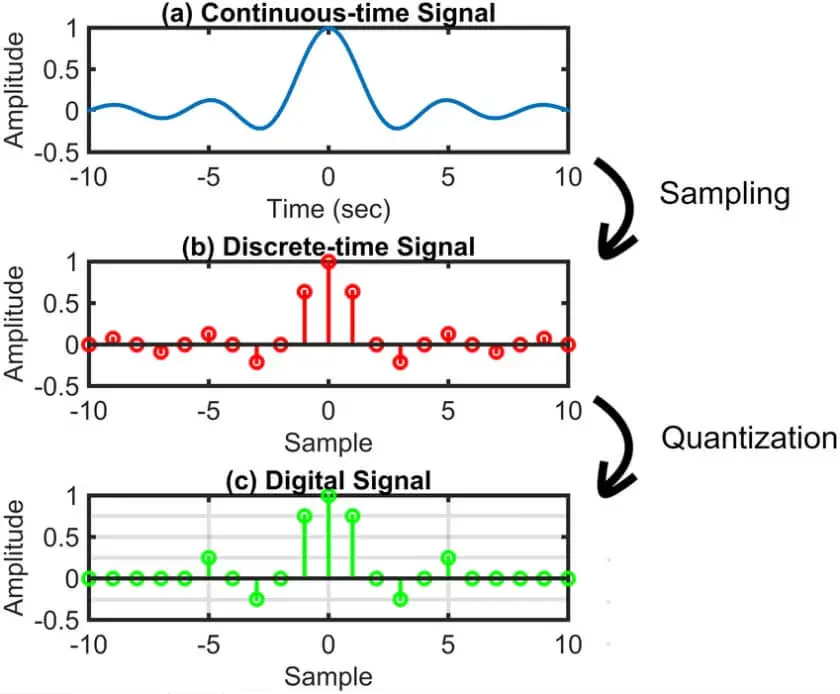 (a) Continuous-time Signal
1
0.5
0
-0.5
Amplitude
-10 -5 0 5 10
Time (sec)
Sampling
(b) Discrete-time Signal
1
0.5
0
-0.5
Amplitude
-10 -5 0 5 10
Sample
Quantization
(c) Digital Signal
1
0.5
0
-0.5
Amplitude
-10 -5 0 5 10
Sample